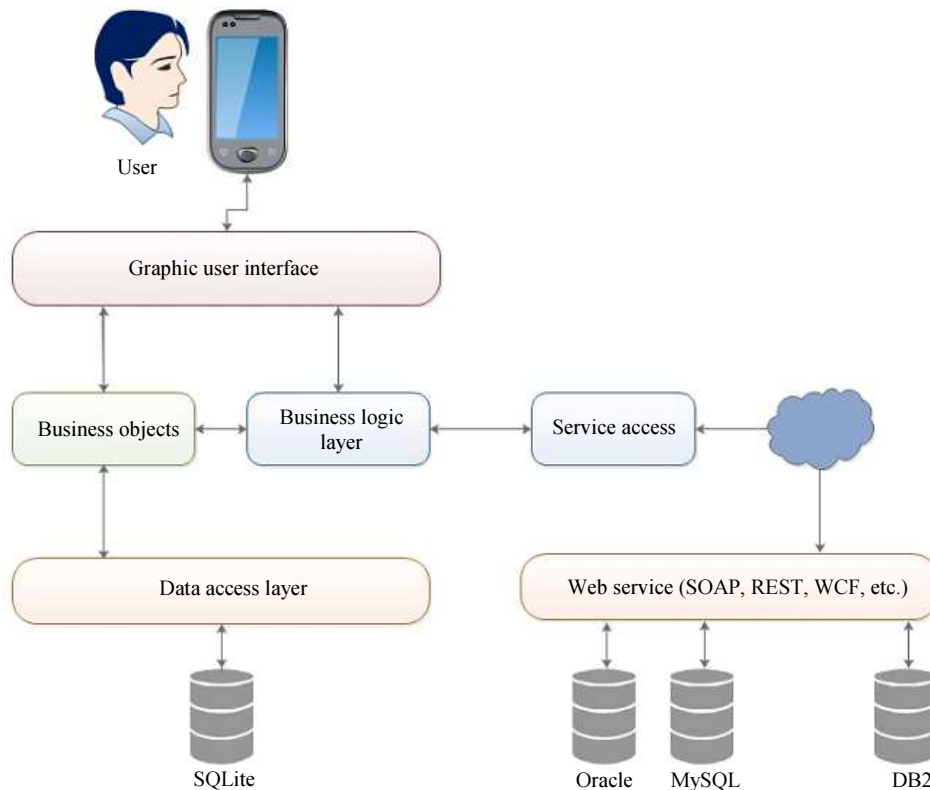 User
Graphic user interface
Business objects
Business logic
layer
Service access
Data access layer
Web service (SOAP, REST, WCF, etc.)
SQLite
Oracle
MySQL
DB2